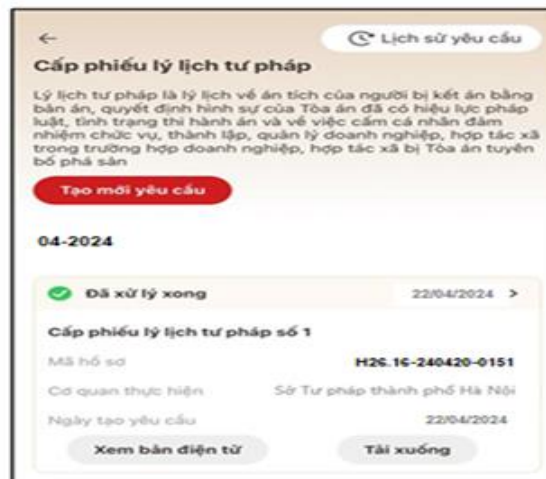 Lịch sử yêu cầu
Cấp phiếu lý lịch tư pháp
Lý lịch tư pháp là lý lịch về án tích của người bị kết án bằng
bản án, quyết định hình sự của Tòa án đã có hiệu lực pháp
luật, tình trạng thi hành án và về việc cấm cá nhân đảm
nhiệm chức vụ, thành lập, quản lý doanh nghiệp, hợp tác xã
trong trường hợp doanh nghiệp, hợp tác xã bị Tòa án tuyên
bố phá sản
Tạo mới yêu cầu
04-2024
Đã xử lý xong 22/04/2024 >
Cấp phiếu lý lịch tư pháp số 1
Mã hồ sơ H26.16-240420-0151
Cơ quan thực hiện Sở Tư pháp thành phố Hà Nội
Ngày tạo yêu cầu 22/04/2024
Xem bản điện tử Tải xuống